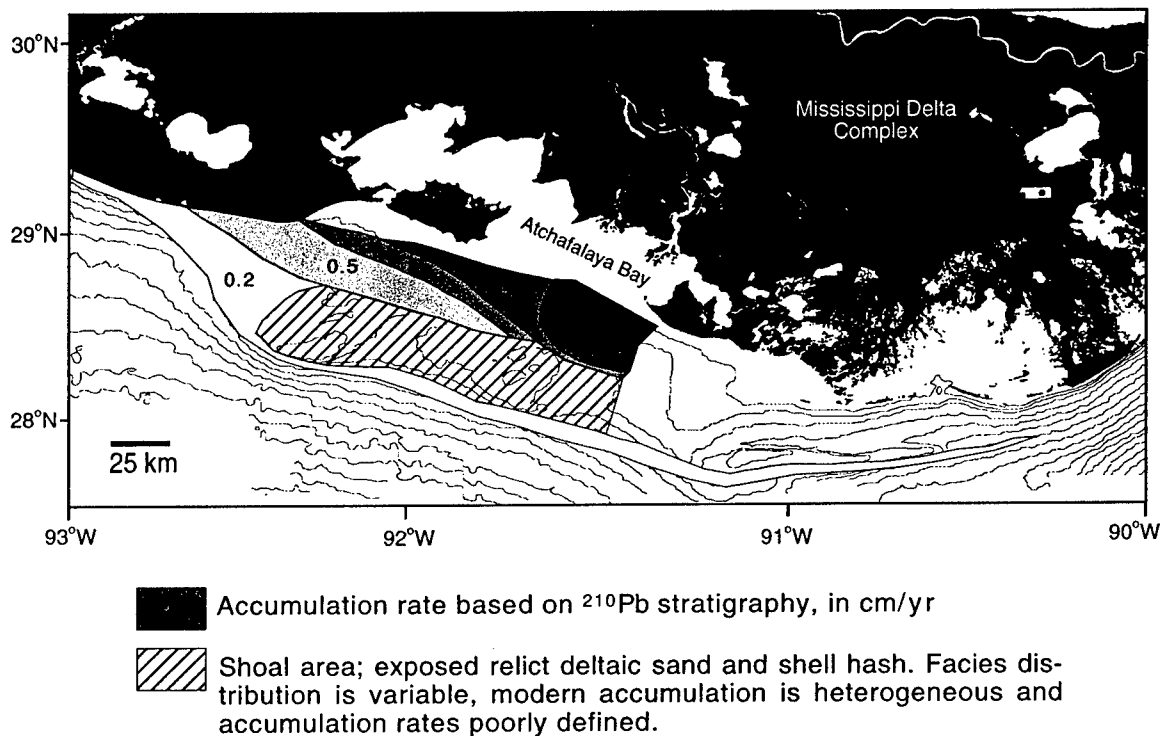 30°N
Mississippi Delta
Complex
29°N
Atchafalaya Bay
0.5
0.2
28°N
25 km
93°W
92°W
91°W
90°W
Accumulation rate based on ²¹⁰Pb stratigraphy, in cm/yr
Shoal area; exposed relict deltaic sand and shell hash. Facies dis-
tribution is variable, modern accumulation is heterogeneous and
accumulation rates poorly defined.